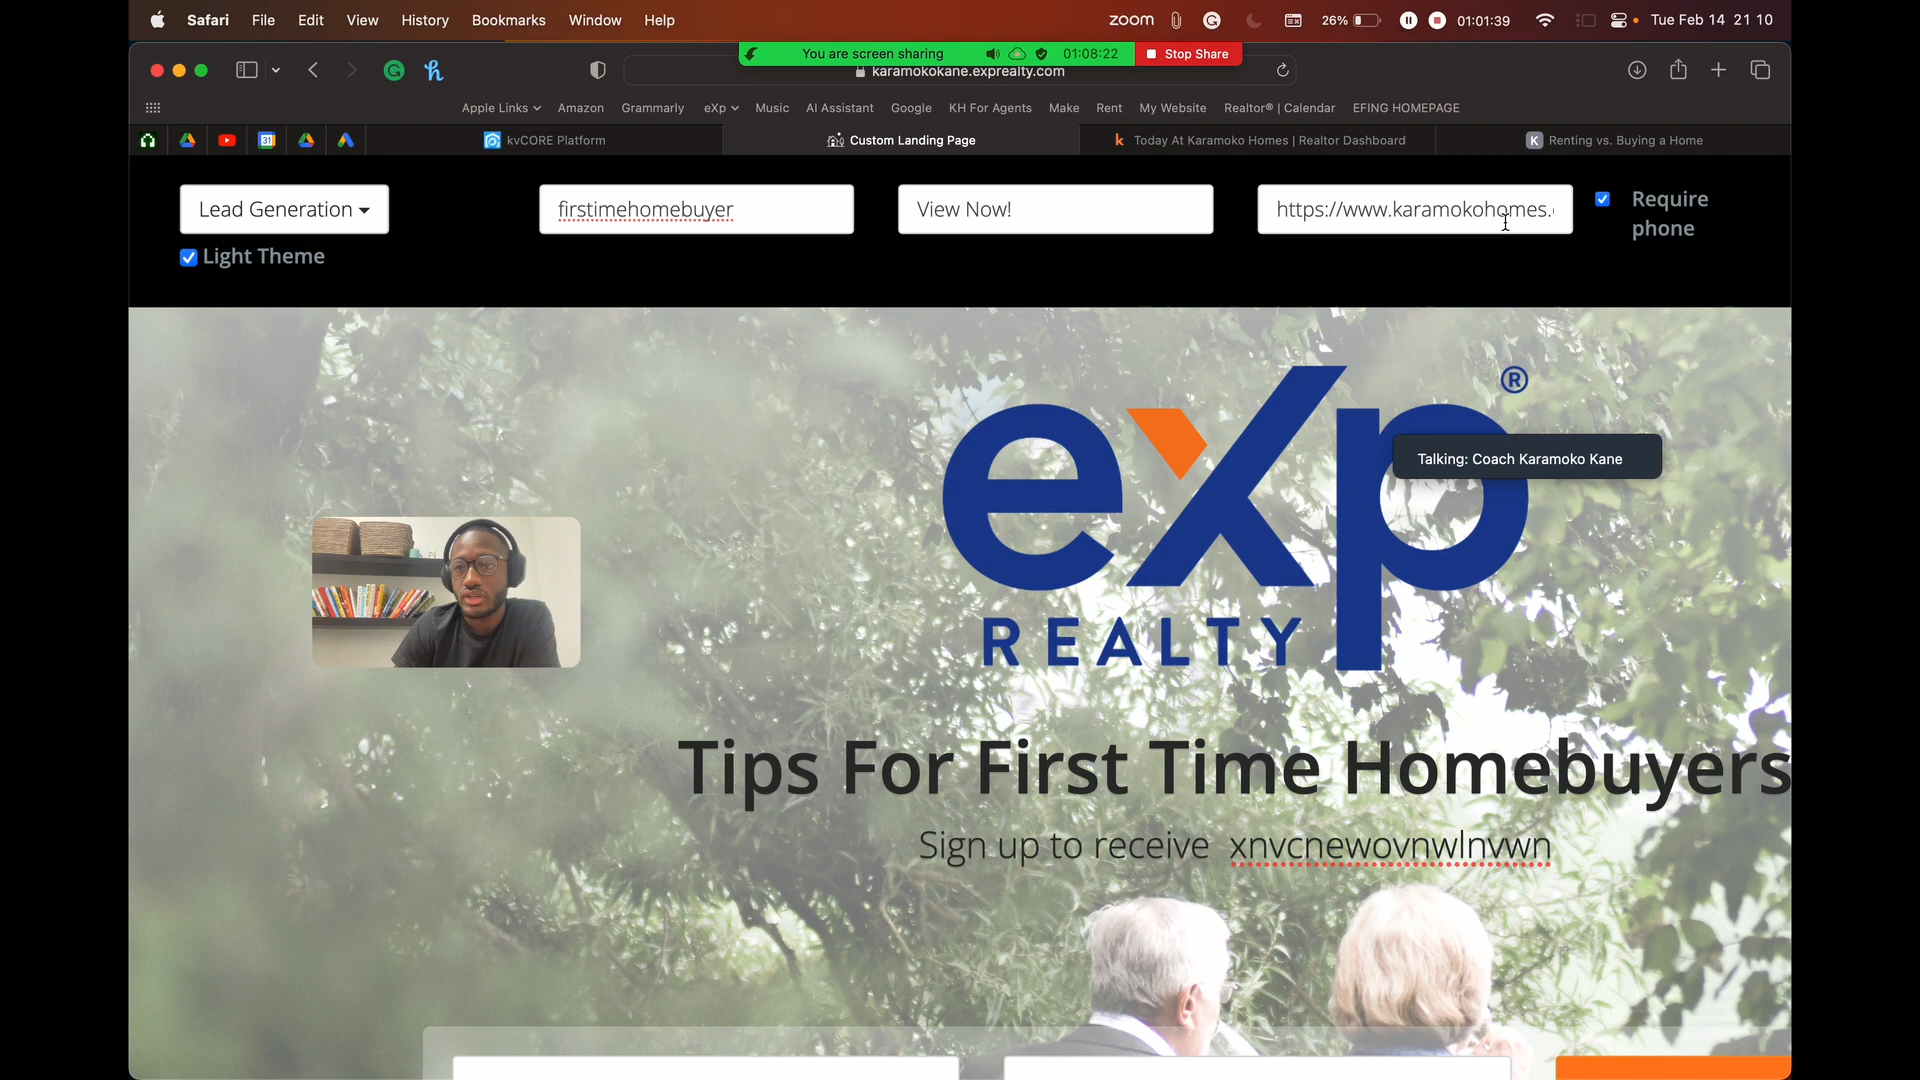 Safari File Edit View History Bookmarks Window Help zoom 26% 01:01:39 Tue Feb 14 21 10
You are screen sharing 01:08:22 Stop Share
karamokokane.exprealty.com
Apple Links Amazon Grammarly eXp Music AI Assistant Google KH For Agents Make Rent My Website Realtor® | Calendar EFING HOMEPAGE
31 kvCORE Platform Custom Landing Page k Today At Karamoko Homes | Realtor Dashboard K Renting vs. Buying a Home
Lead Generation firstimehomebuyer View Now! https://www.karamokohomes. Require
phone
Light Theme
eXp®
REALTY
Talking: Coach Karamoko Kane
Tips For First Time Homebuyers
Sign up to receive xnvcnewovnwlnvwn